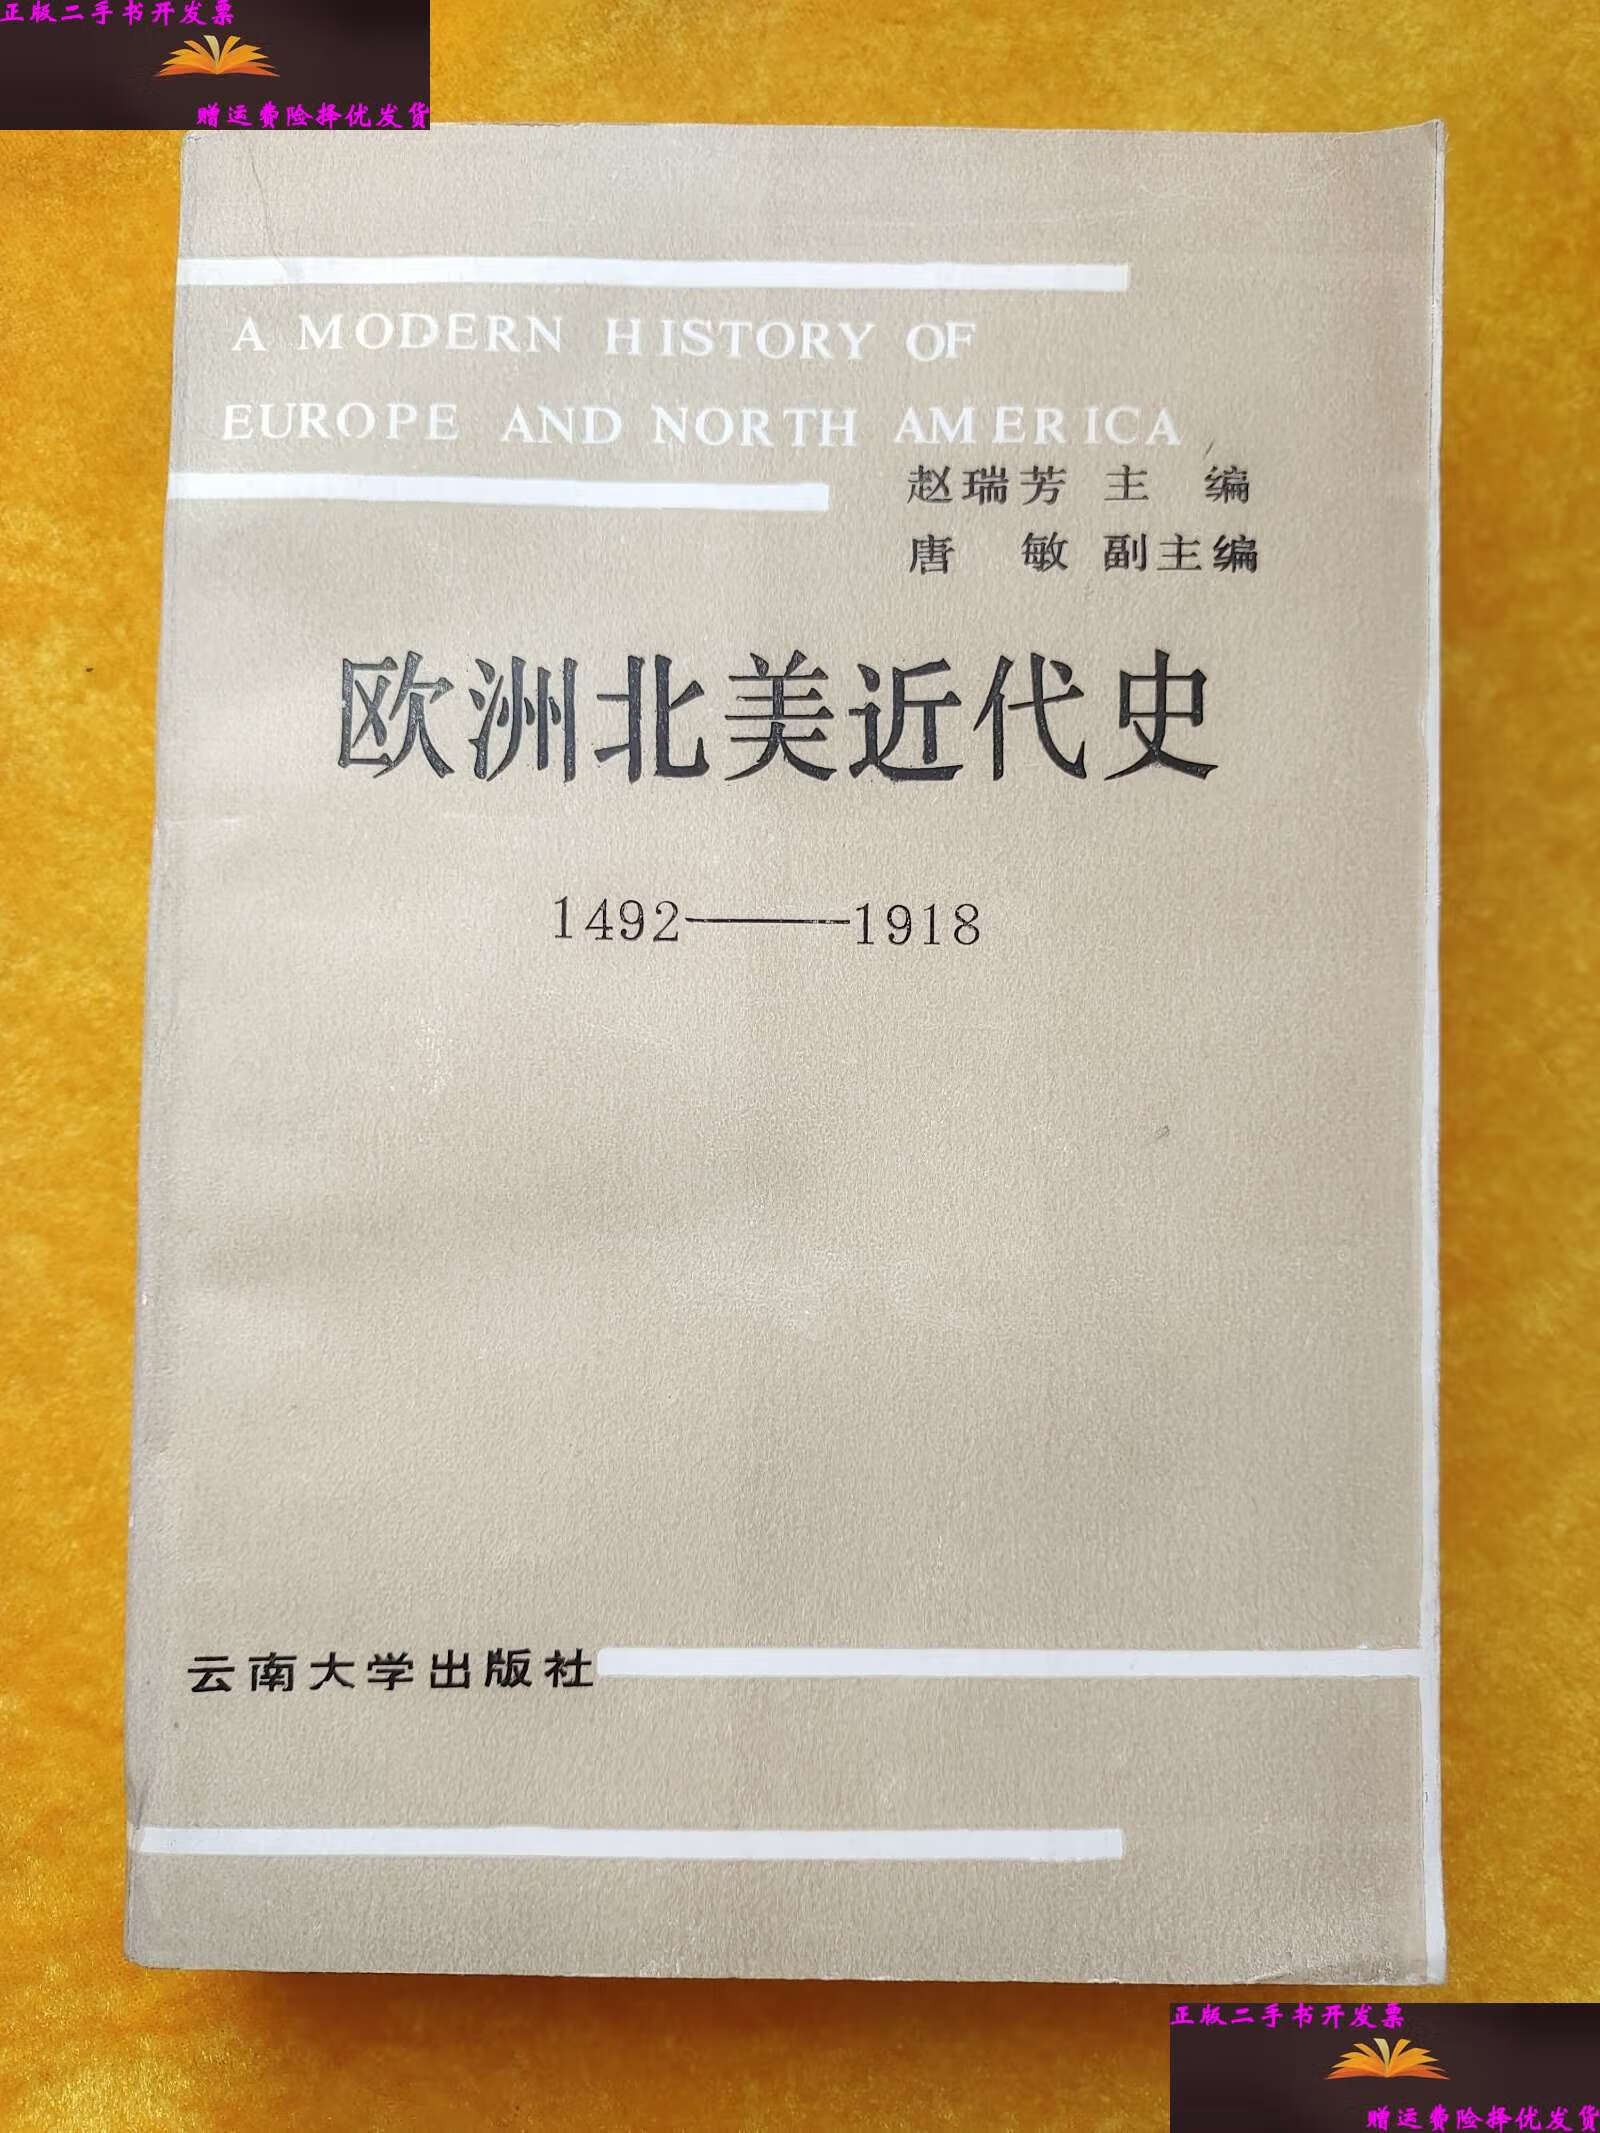 正版二手书开发票
赠运费险择优发货
A MODERN HISTORY OF
EUROPE AND NORTH AMERICA
赵瑞芳 主 编
唐 敏 副主编
欧洲北美近代史
1492——1918
云南大学出版社
正版二手书开发票
赠运费险择优发货